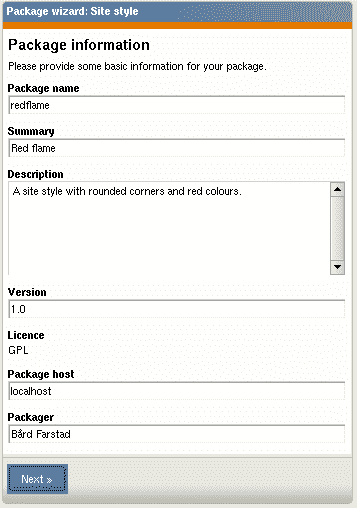 Package wizard: Site style
Package information
Please provide some basic information for your package.
Package name
redflame
Summary
Red flame
Description
A site style with rounded corners and red colours.
Version
1.0
Licence
GPL
Package host
localhost
Packager
Bård Farstad
Next »